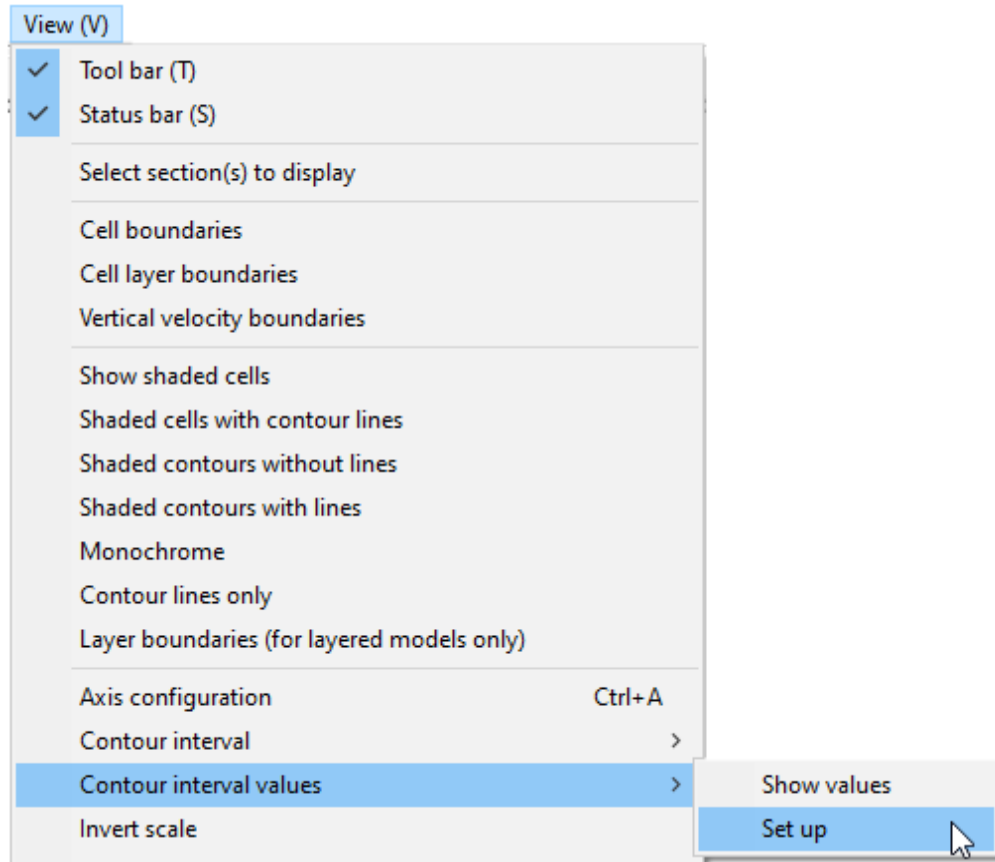 View (V)
Tool bar (T)
Status bar (S)
Select section(s) to display
Cell boundaries
Cell layer boundaries
Vertical velocity boundaries
Show shaded cells
Shaded cells with contour lines
Shaded contours without lines
Shaded contours with lines
Monochrome
Contour lines only
Layer boundaries (for layered models only)
Axis configuration Ctrl+A
Contour interval
Contour interval values
Show values
Invert scale
Set up